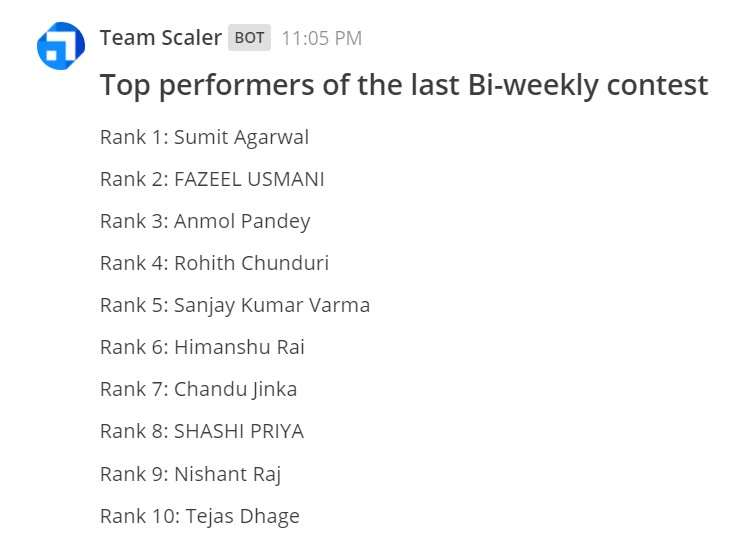 Team Scaler BOT 11:05 PM
Top performers of the last Bi-weekly contest
Rank 1: Sumit Agarwal
Rank 2: FAZEEL USMANI
Rank 3: Anmol Pandey
Rank 4: Rohith Chunduri
Rank 5: Sanjay Kumar Varma
Rank 6: Himanshu Rai
Rank 7: Chandu Jinka
Rank 8: SHASHI PRIYA
Rank 9: Nishant Raj
Rank 10: Tejas Dhage